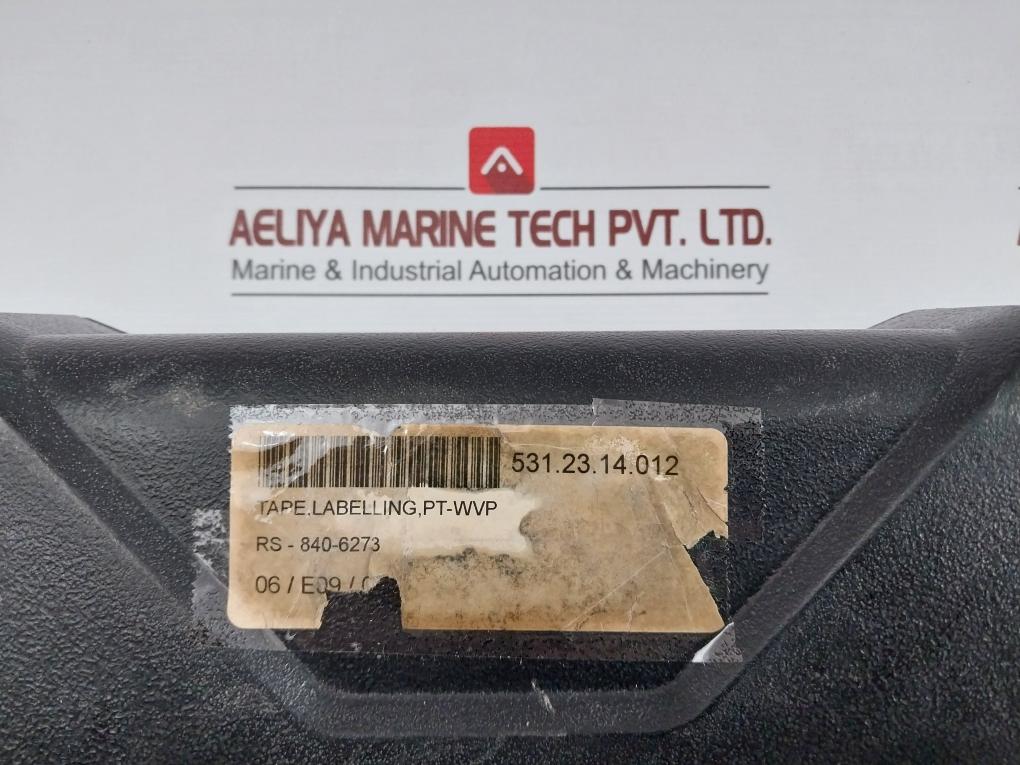 AELIYA MARINE TECH PVT. LTD.
Marine & Industrial Automation & Machinery
531.23.14.012
TAPE,LABELLING,PT-WVP
RS - 840-6273
06 / E09 /